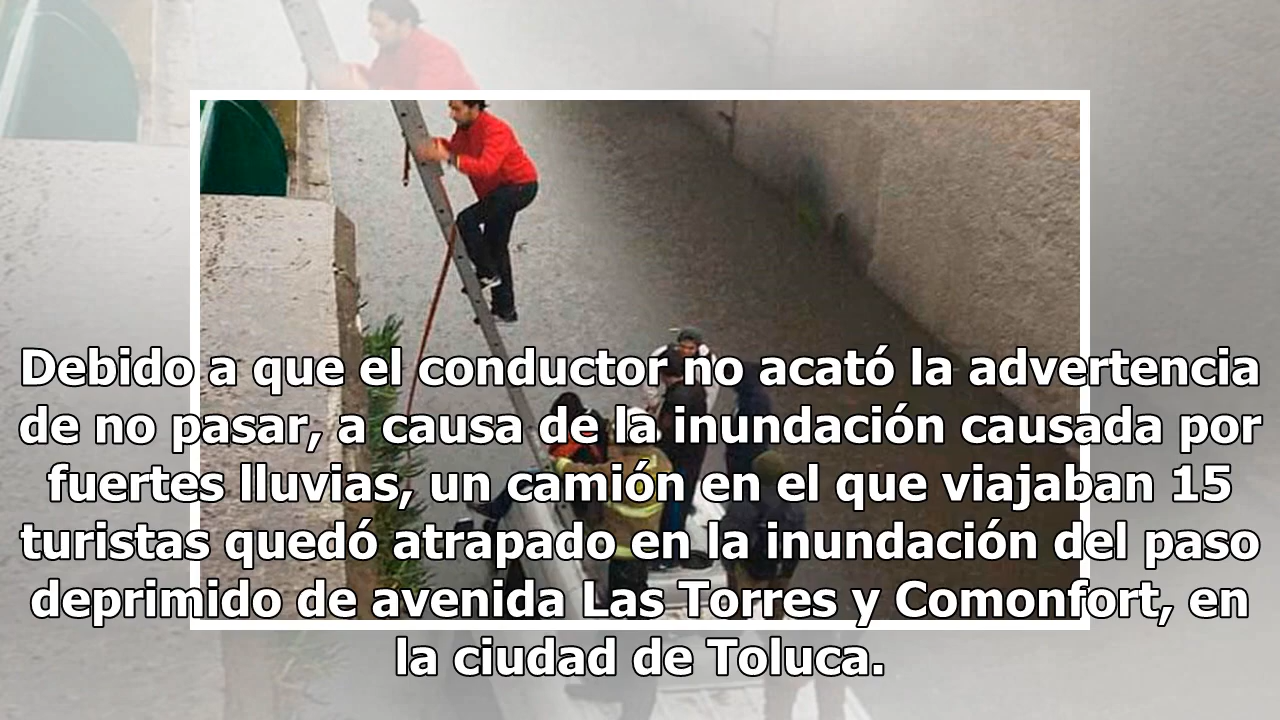 Debido a que el conductor no acató la advertencia
de no pasar, a causa de la inundación causada por
fuertes lluvias, un camión en el que viajaban 15
turistas quedó atrapado en la inundación del paso
deprimido de avenida Las Torres y Comonfort, en
la ciudad de Toluca.